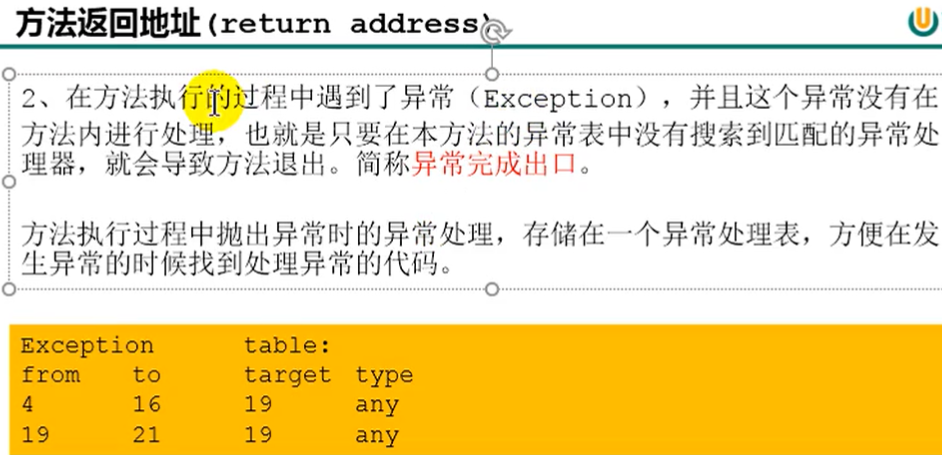 方法返回地址(return address)
2、在方法执行的过程中遇到了异常（Exception），并且这个异常没有在
方法内进行处理，也就是只要在本方法的异常表中没有搜索到匹配的异常处
理器，就会导致方法退出。简称异常完成出口。
方法执行过程中抛出异常时的异常处理，存储在一个异常处理表，方便在发
生异常的时候找到处理异常的代码。
Exception table:
from to target type
4 16 19 any
19 21 19 any